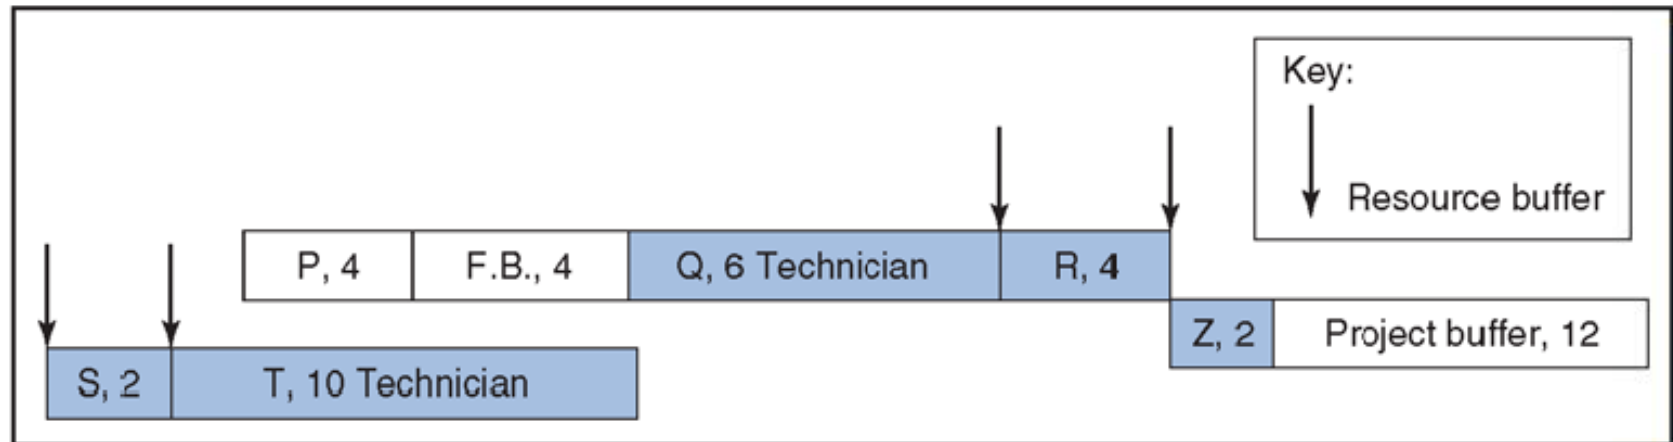 Key:
Resource buffer
P, 4
F.B., 4
Q, 6 Technician
R, 4
Z, 2
Project buffer, 12
S, 2
T, 10 Technician